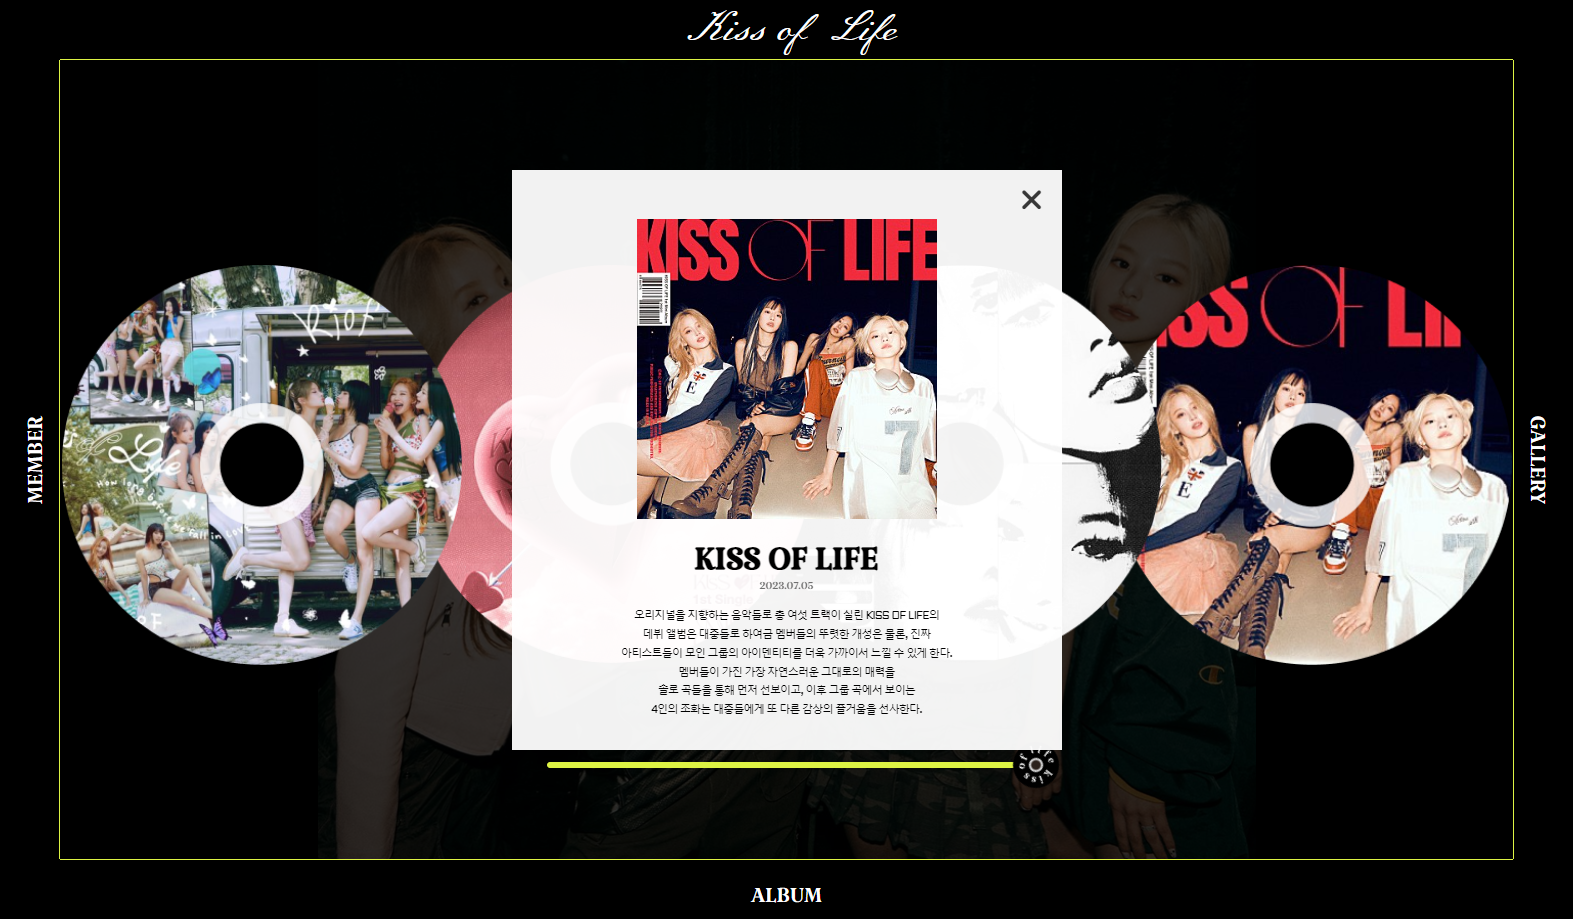 Kiss of Life
MEMBER
GALLERY
ALBUM
KISS OF LIFE
KISS OF LIFE
2023.07.05
오리지널을 지향하는 음악들로 총 여섯 트랙이 실린 KISS OF LIFE의
데뷔 앨범은 대중들로 하여금 멤버들의 뚜렷한 개성은 물론, 진짜
아티스트들이 모인 그룹의 아이덴티티를 더욱 가까이서 느낄 수 있게 한다.
멤버들이 가진 가장 자연스러운 그대로의 매력을
솔로 곡들을 통해 먼저 선보이고, 이후 그룹 곡에서 보이는
4인의 조화는 대중들에게 또 다른 감상의 즐거움을 선사한다.
Riot
of Life
7
E
E
7